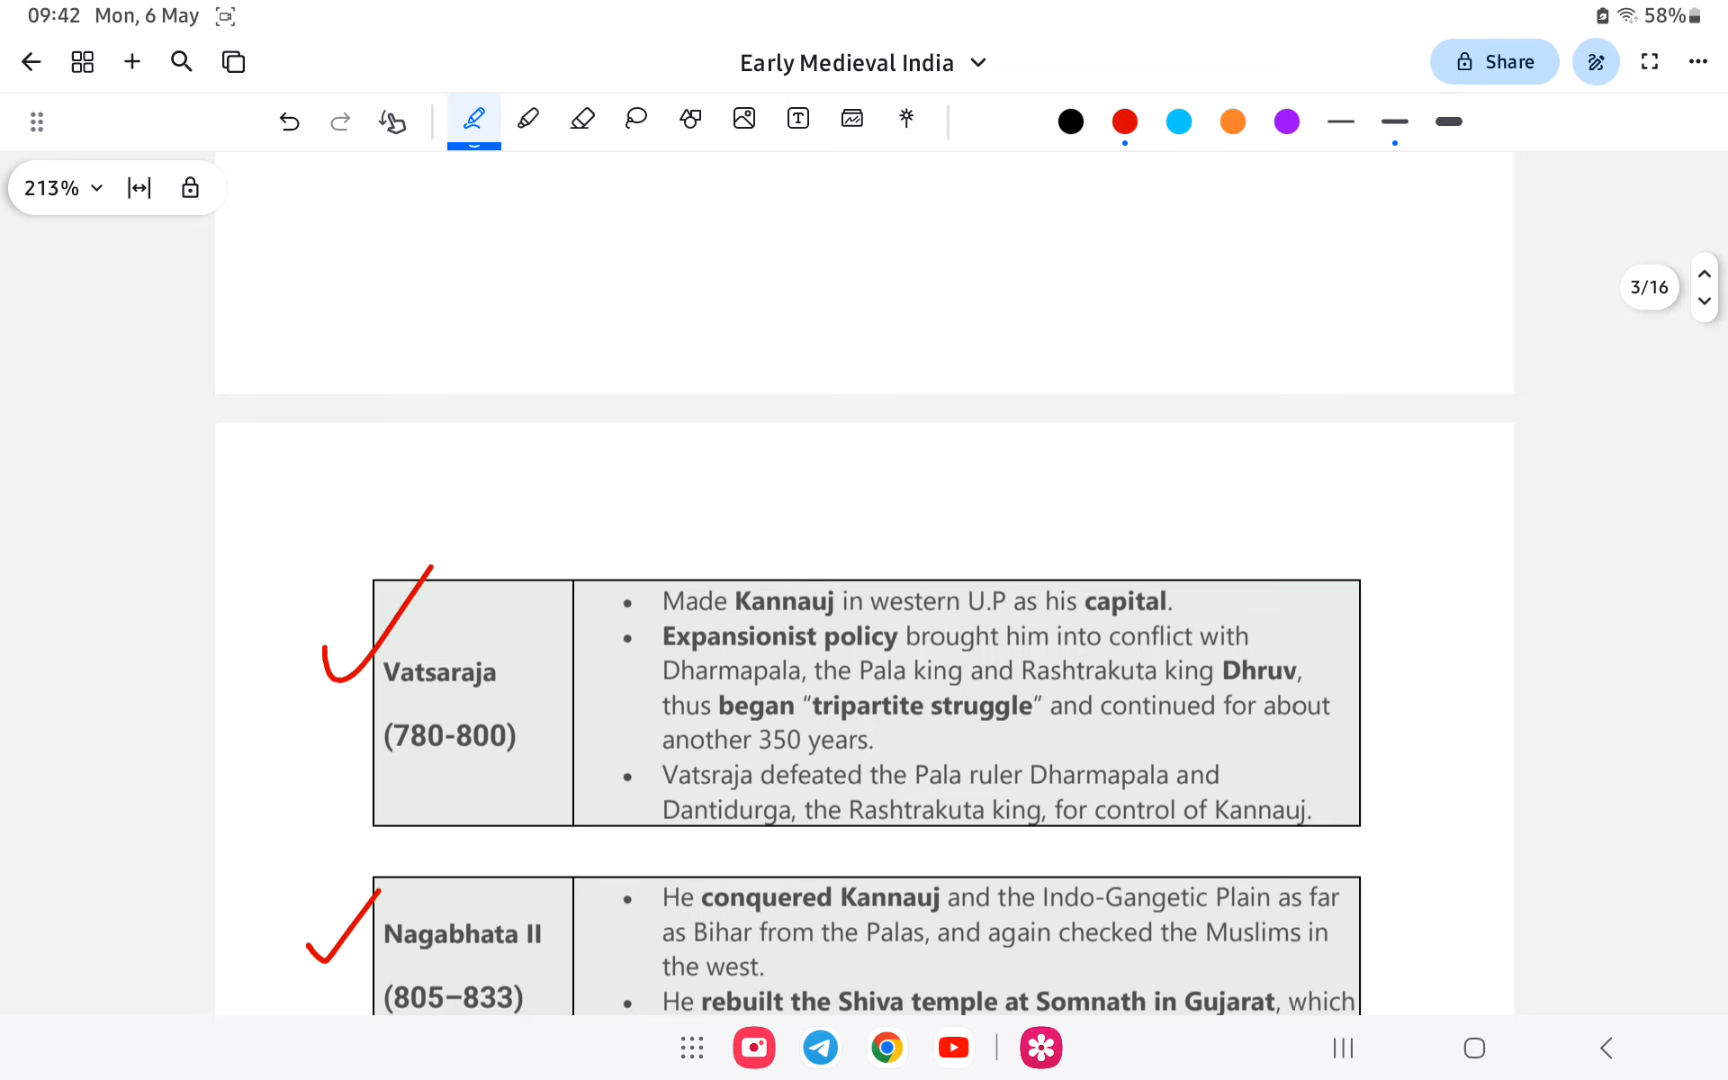 09:42 Mon, 6 May
58%
Early Medieval India
Share
213%
3/16
Vatsaraja
(780-800)
• Made Kannauj in western U.P as his capital.
• Expansionist policy brought him into conflict with
Dharmapala, the Pala king and Rashtrakuta king Dhruv,
thus began “tripartite struggle” and continued for about
another 350 years.
• Vatsraja defeated the Pala ruler Dharmapala and
Dantidurga, the Rashtrakuta king, for control of Kannauj.
Nagabhata II
(805–833)
• He conquered Kannauj and the Indo-Gangetic Plain as far
as Bihar from the Palas, and again checked the Muslims in
the west.
• He rebuilt the Shiva temple at Somnath in Gujarat, which